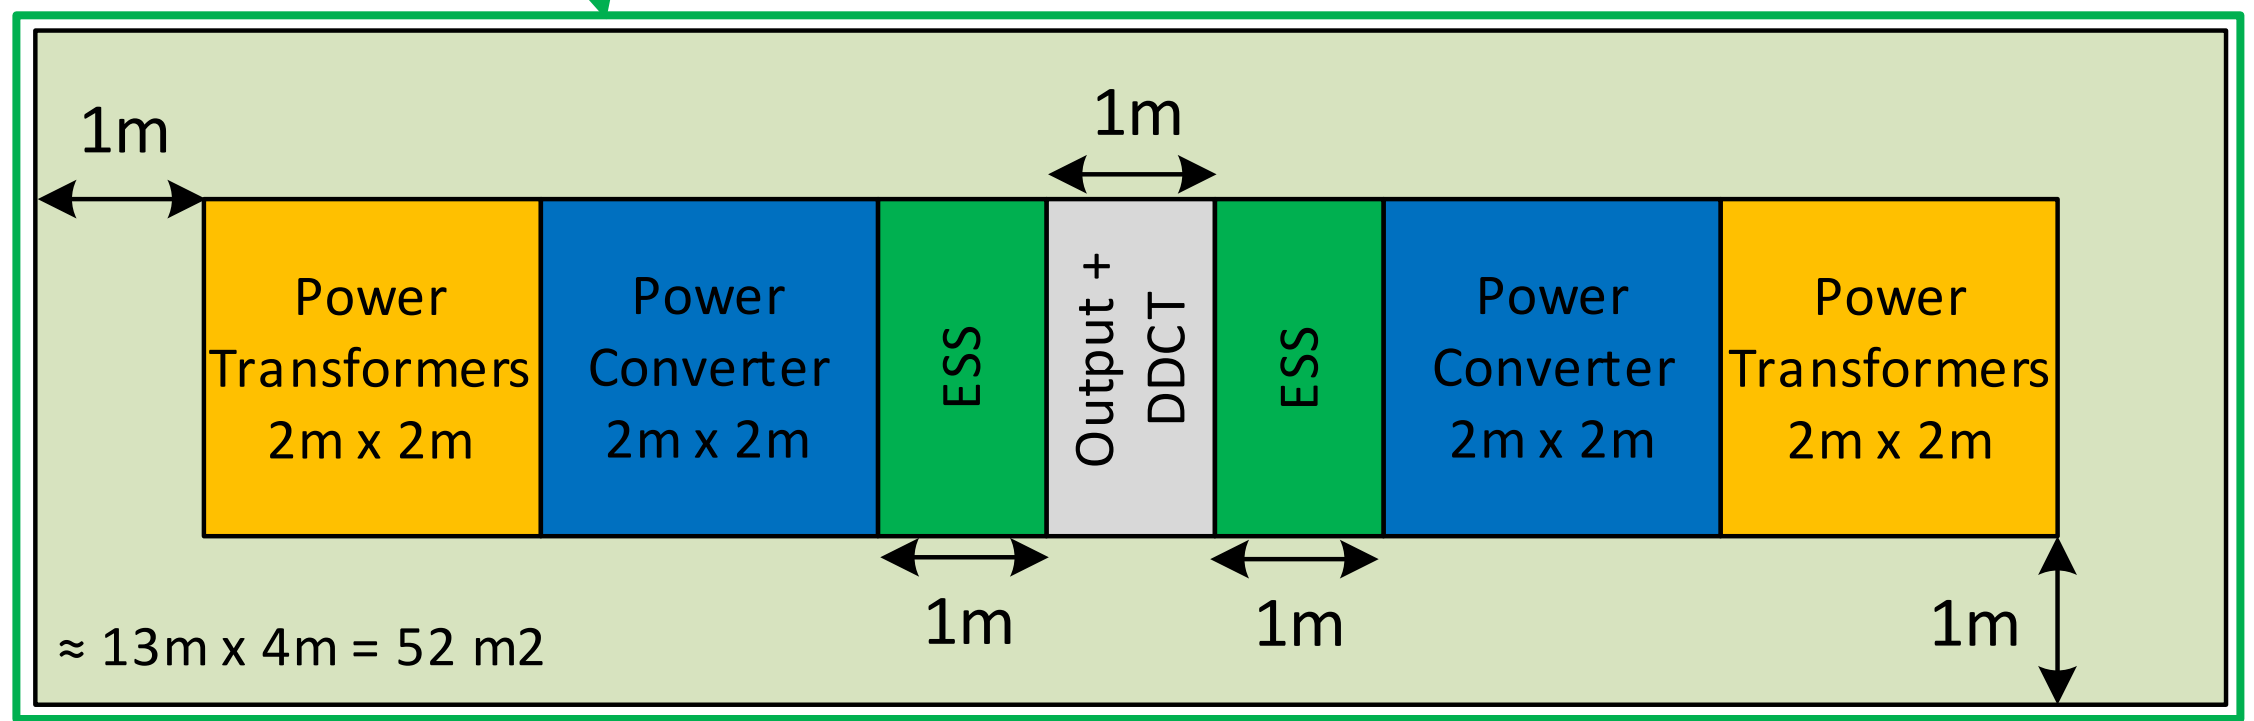 1m
1m
Power
Transformers
2m x 2m
Power
Converter
2m x 2m
ESS
Output +
DDCT
ESS
Power
Converter
2m x 2m
Power
Transformers
2m x 2m
1m
1m
1m
≈ 13m x 4m = 52 m2